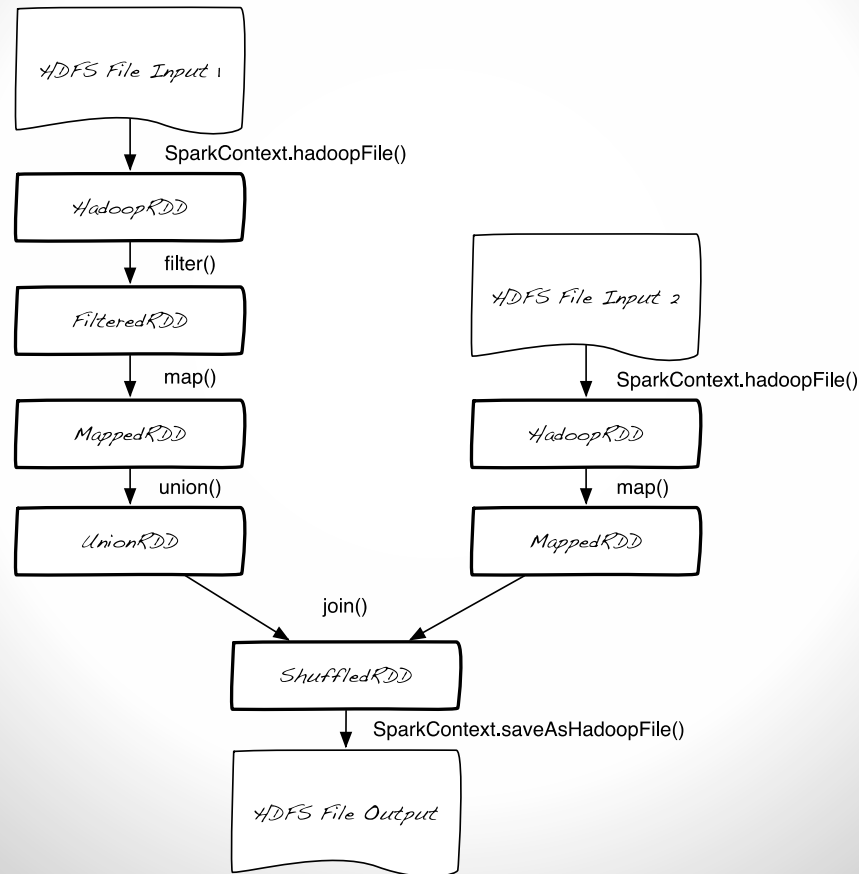 HDFS File Input 1
SparkContext.hadoopFile()
HadoopRDD
filter()
FilteredRDD
map()
MappedRDD
union()
UnionRDD
HDFS File Input 2
SparkContext.hadoopFile()
HadoopRDD
map()
MappedRDD
join()
ShuffledRDD
SparkContext.saveAsHadoopFile()
HDFS File Output